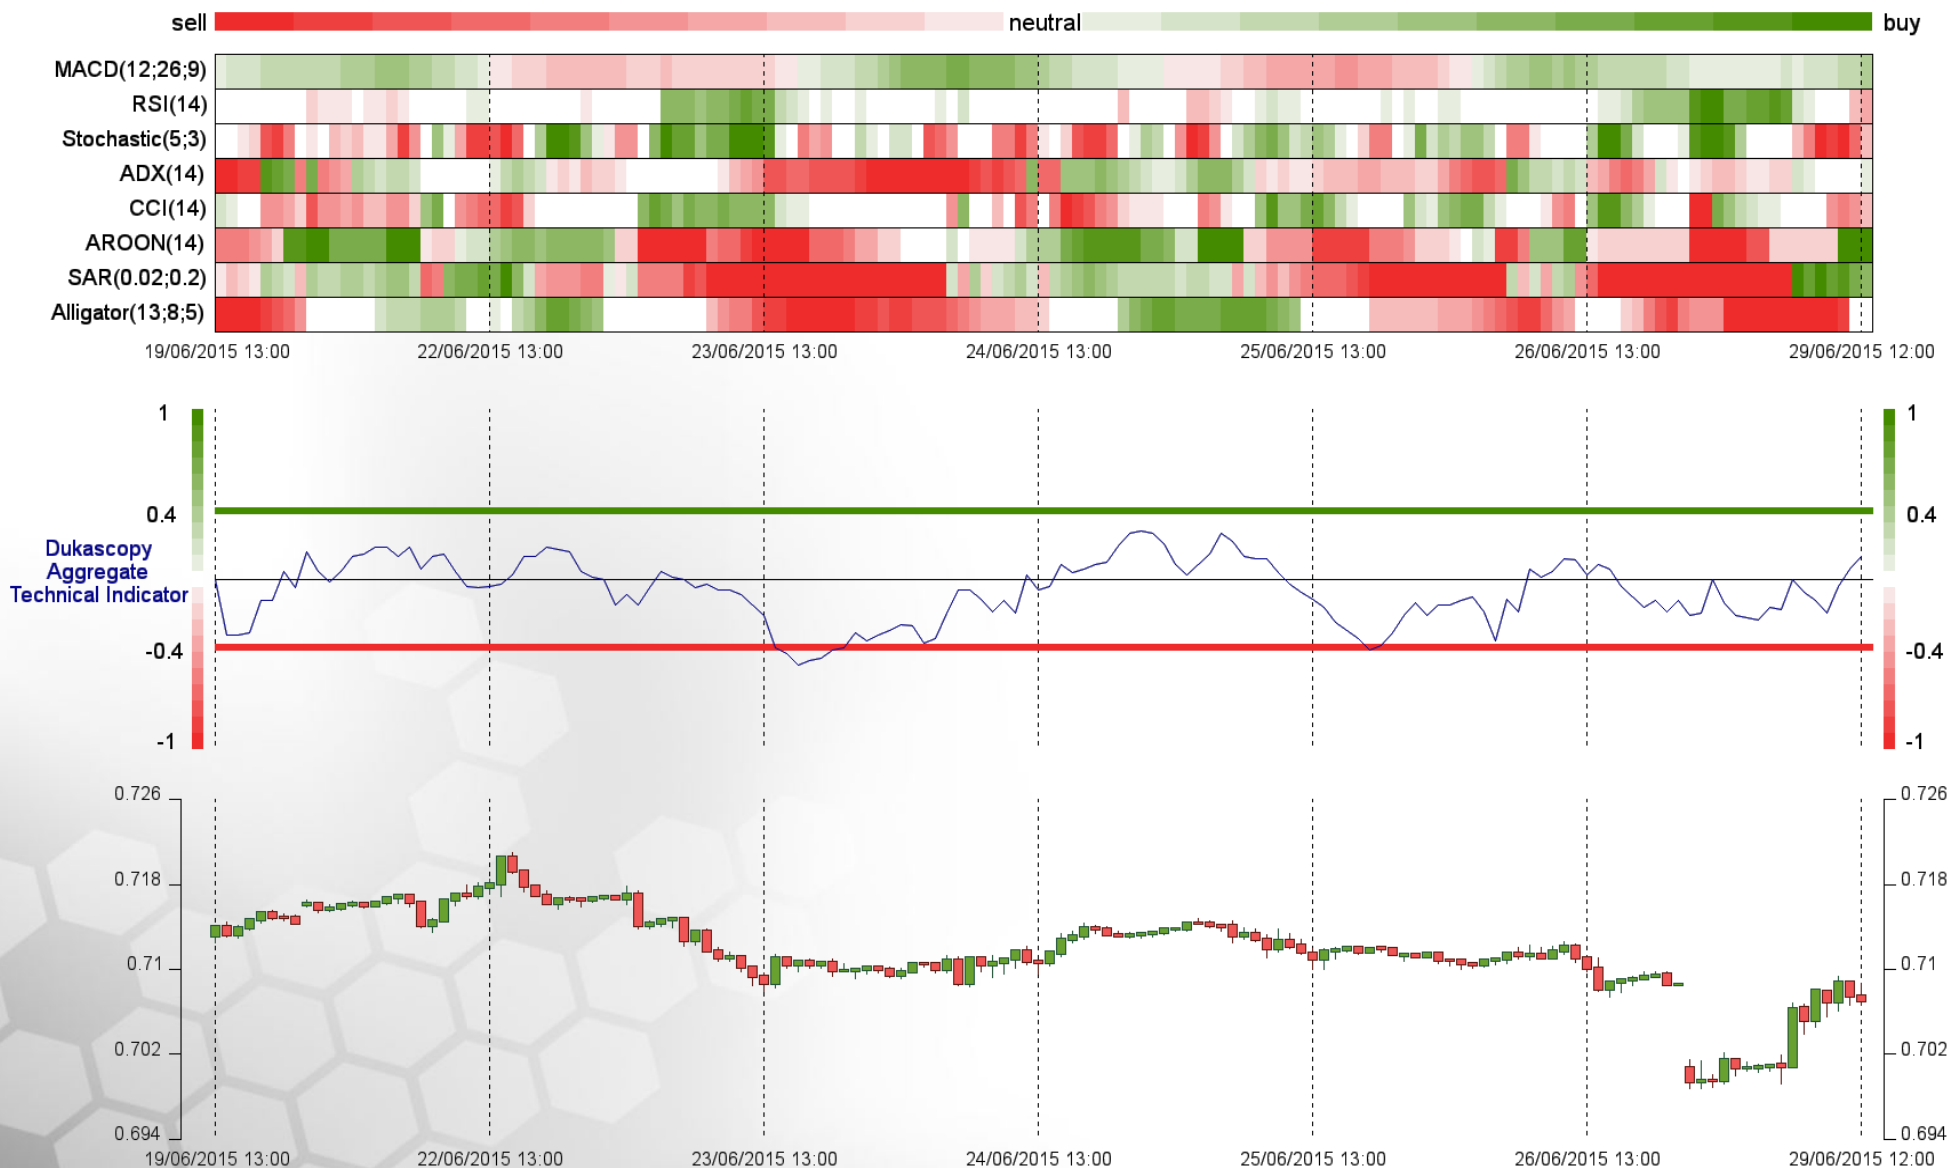 sell neutral buy
MACD(12;26;9)
RSI(14)
Stochastic(5;3)
ADX(14)
CCI(14)
AROON(14)
SAR(0.02;0.2)
Alligator(13;8;5)
19/06/2015 13:00 22/06/2015 13:00 23/06/2015 13:00 24/06/2015 13:00 25/06/2015 13:00 26/06/2015 13:00 29/06/2015 12:00
1 1
0.4 0.4
Dukascopy
Aggregate
Technical Indicator
-0.4 -0.4
-1 -1
0.726 0.726
0.718 0.718
0.71 0.71
0.702 0.702
0.694 0.694
19/06/2015 13:00 22/06/2015 13:00 23/06/2015 13:00 24/06/2015 13:00 25/06/2015 13:00 26/06/2015 13:00 29/06/2015 12:00